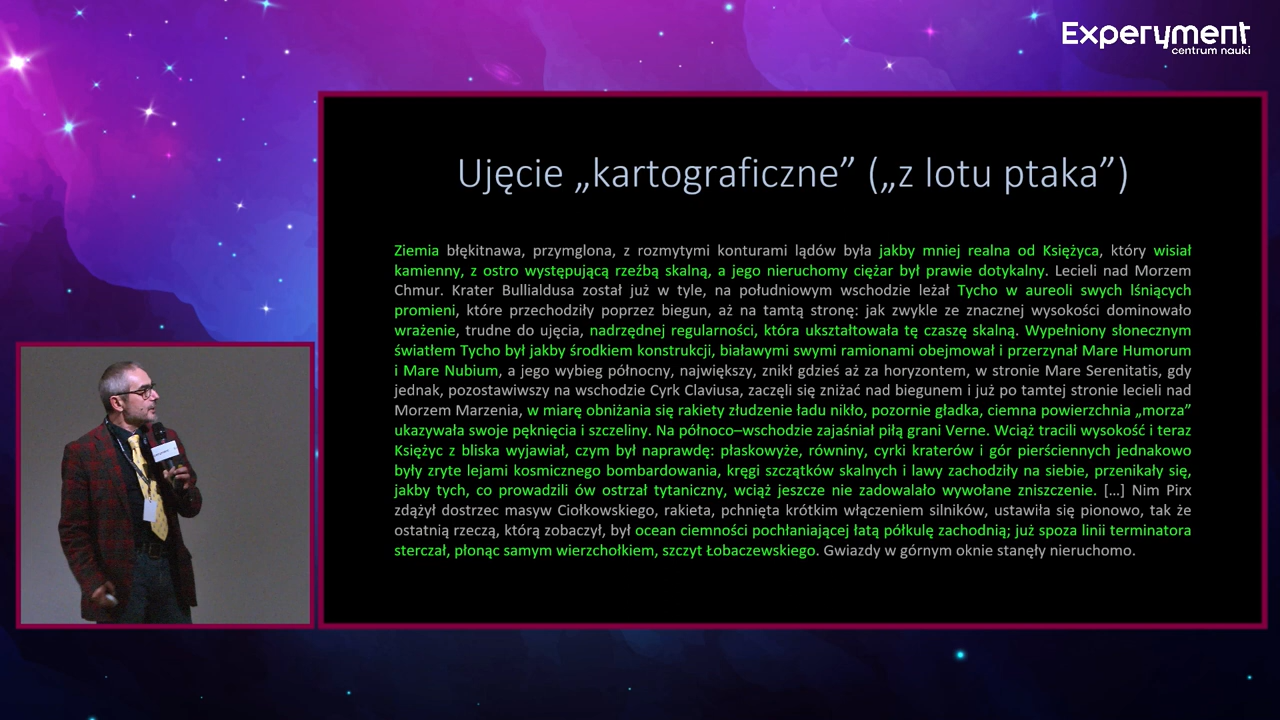 Experyment
centrum nauki
Ujęcie „kartograficzne” („z lotu ptaka”)
Ziemia błękitnawa, przymglona, z rozmytymi konturami lądów była jakby mniej realna od Księżyca, który wisiał
kamienny, z ostro występującą rzeźbą skalną, a jego nieruchomy ciężar był prawie dotykalny. Lecieli nad Morzem
Chmur. Krater Bullialdusa został już w tyle, na południowym wschodzie leżał Tycho w aureoli swych lśniących
promieni, które przechodziły poprzez biegun, aż na tamtą stronę: jak zwykle ze znacznej wysokości dominowało
wrażenie, trudne do ujęcia, nadrzędnej regularności, która ukształtowała tę czaszę skalną. Wypełniony słonecznym
światłem Tycho był jakby środkiem konstrukcji, białawymi swymi ramionami obejmował i przerzynał Mare Humorum
i Mare Nubium, a jego wybieg północny, największy, znikł gdzieś aż za horyzontem, w stronie Mare Serenitatis, gdy
jednak, pozostawiwszy na wschodzie Cyrk Claviusa, zaczęli się zniżać nad biegunem i już po tamtej stronie lecieli nad
Morzem Marzenia, w miarę obniżania się rakiety złudzenie ładu nikło, pozornie gładka, ciemna powierzchnia „morza”
ukazywała swoje pęknięcia i szczeliny. Na północo–wschodzie zajaśniał piłą grani Verne. Wciąż tracili wysokość i teraz
Księżyc z bliska wyjawiał, czym był naprawdę: płaskowyże, równiny, cyrki kraterów i gór pierściennych jednakowo
były zryte lejami kosmicznego bombardowania, kręgi szczątków skalnych i lawy zachodziły na siebie, przenikały się,
jakby tych, co prowadzili ów ostrzał tytaniczny, wciąż jeszcze nie zadowalało wywołane zniszczenie. […] Nim Pirx
zdążył dostrzec masyw Ciołkowskiego, rakieta, pchnięta krótkim włączeniem silników, ustawiła się pionowo, tak że
ostatnią rzeczą, którą zobaczył, był ocean ciemności pochłaniającej łatą półkulę zachodnią; już spoza linii terminatora
sterczał, płonąc samym wierzchołkiem, szczyt Łobaczewskiego. Gwiazdy w górnym oknie stanęły nieruchomo.